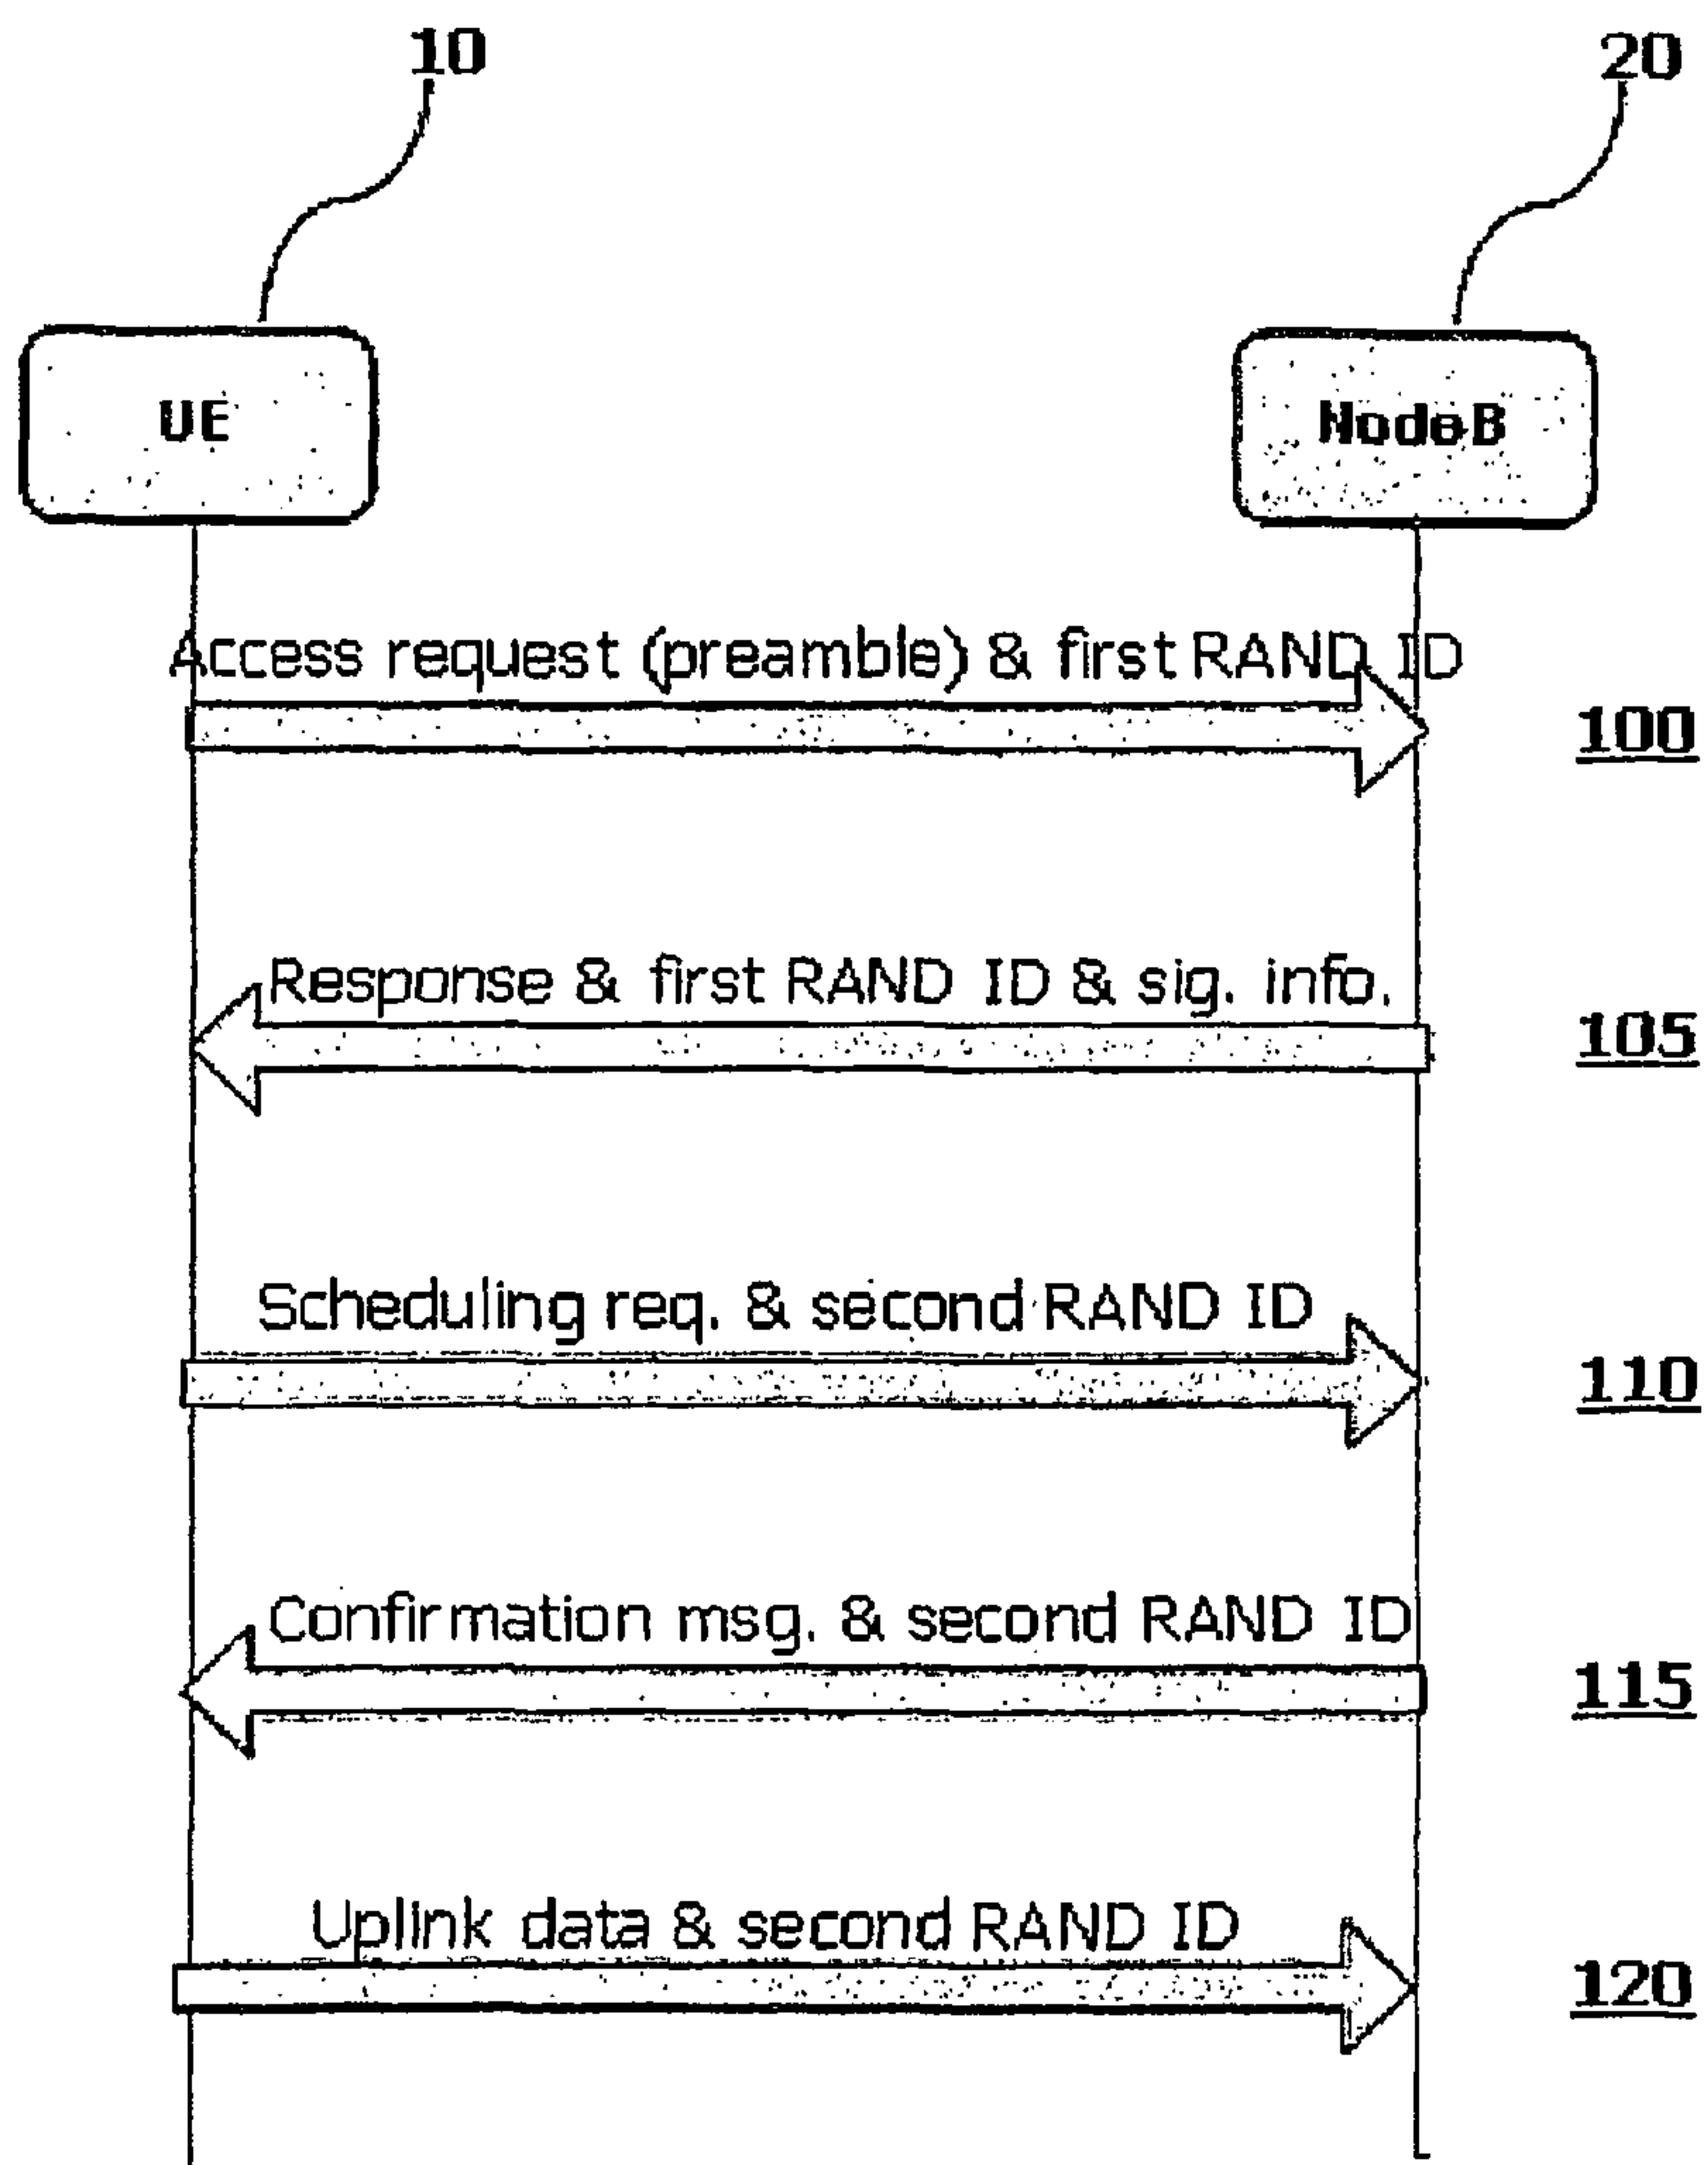 10
20
UE
NodeB
Access request (preamble) & first RAND ID
100
Response & first RAND ID & sig. info.
105
Scheduling req. & second RAND ID
110
Confirmation msg. & second RAND ID
115
Uplink data & second RAND ID
120